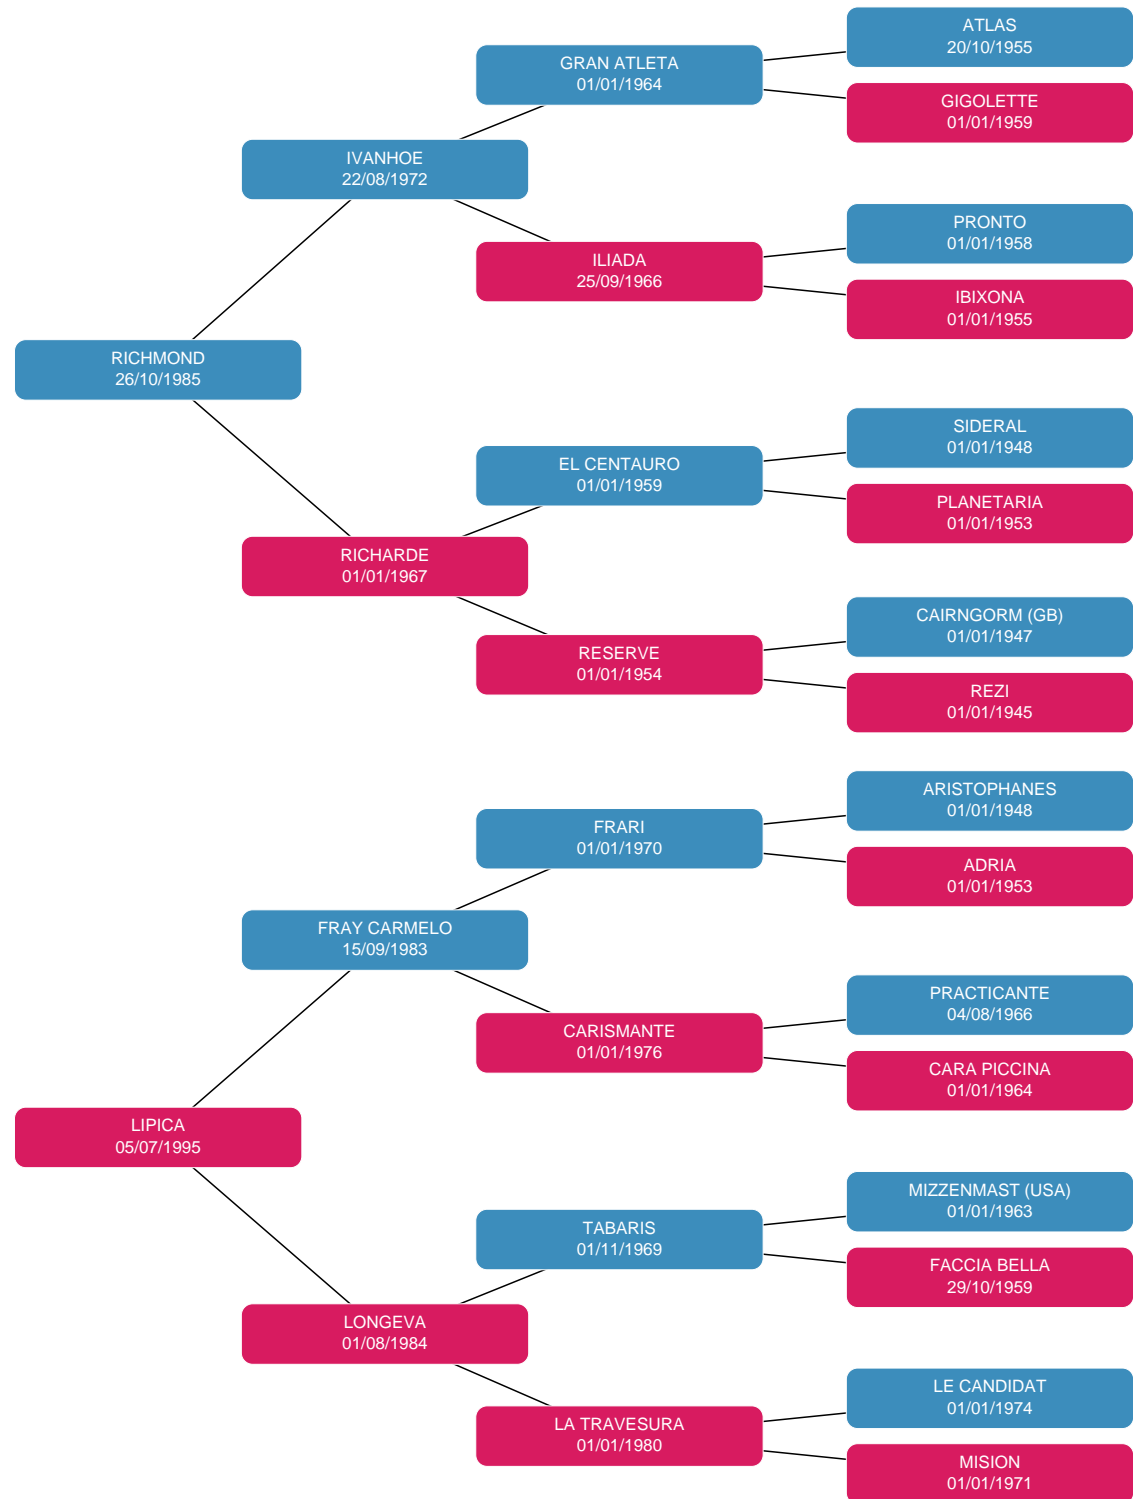 ATLAS
20/10/1955
GRAN ATLETA
01/01/1964
GIGOLETTE
01/01/1959
IVANHOE
22/08/1972
PRONTO
01/01/1958
ILIADA
25/09/1966
IBIXONA
01/01/1955
RICHMOND
26/10/1985
SIDERAL
01/01/1948
EL CENTAURO
01/01/1959
PLANETARIA
01/01/1953
RICHARDE
01/01/1967
CAIRNGORM (GB)
01/01/1947
RESERVE
01/01/1954
REZI
01/01/1945
ARISTOPHANES
01/01/1948
FRARI
01/01/1970
ADRIA
01/01/1953
FRAY CARMELO
15/09/1983
PRACTICANTE
04/08/1966
CARISMANTE
01/01/1976
CARA PICCINA
01/01/1964
LIPICA
05/07/1995
MIZZENMAST (USA)
01/01/1963
TABARIS
01/11/1969
FACCIA BELLA
29/10/1959
LONGEVA
01/08/1984
LE CANDIDAT
01/01/1974
LA TRAVESURA
01/01/1980
MISION
01/01/1971